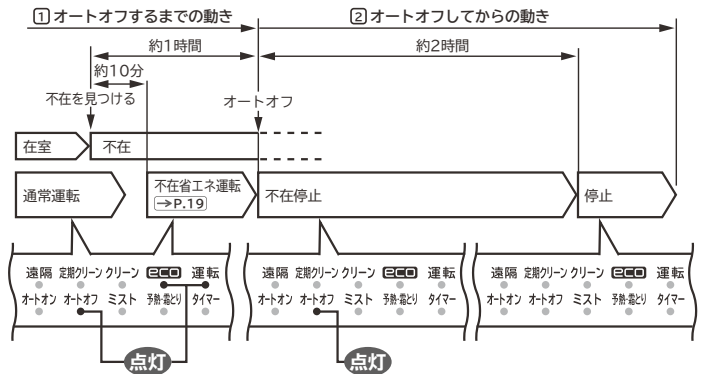 1 オートオフするまでの動き
2 オートオフしてからの動き
約1時間
約2時間
約10分
不在を見つける
オートオフ
在室
不在
通常運転
不在省エネ運転
→P.19
不在停止
停止
遠隔 定期クリーン クリーン eco 運転
オートオン オートオフ ミスト 予熱・霜とり タイマー
遠隔 定期クリーン クリーン eco 運転
オートオン オートオフ ミスト 予熱・霜とり タイマー
遠隔 定期クリーン クリーン eco 運転
オートオン オートオフ ミスト 予熱・霜とり タイマー
点灯
点灯